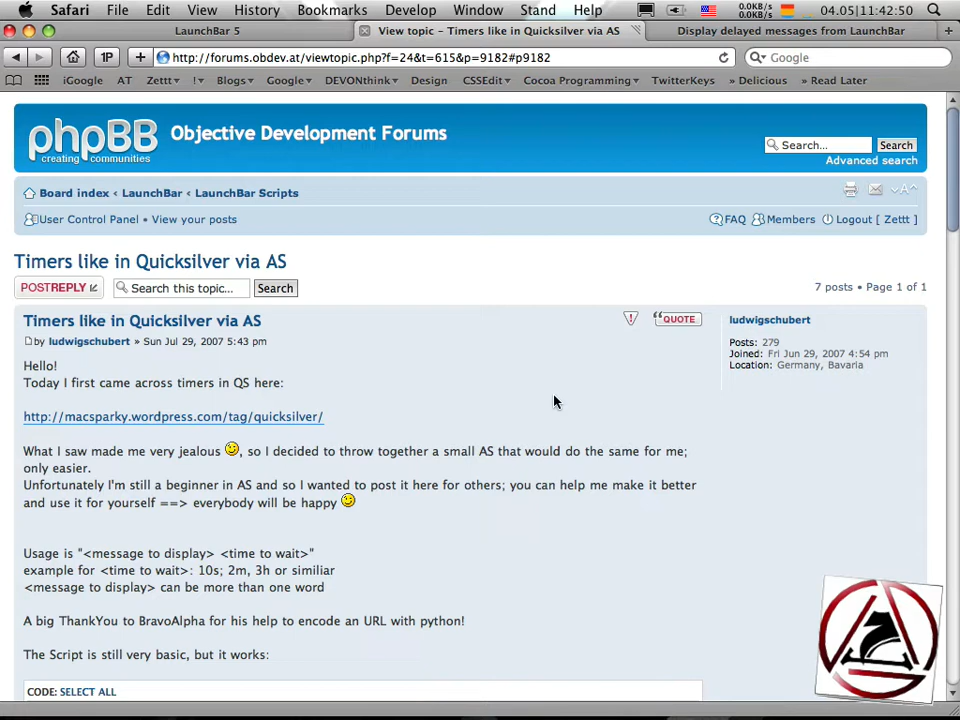 Safari File Edit View History Bookmarks Develop Window Stand Help 0.0KB/s 0.0KB/s 04.05|11:42:50
LaunchBar 5 View topic – Timers like in Quicksilver via AS Display delayed messages from LaunchBar
1P http://forums.obdev.at/viewtopic.php?f=24&t=615&p=9182#p9182 Google
iGoogle AT Zettt !  Blogs Google DEVONthink Design CSSEdit Cocoa Programming TwitterKeys » Delicious » Read Later
phpBB Objective Development Forums
creating communities
Search... Search
Advanced search
Board index ‹ LaunchBar ‹ LaunchBar Scripts
User Control Panel • View your posts FAQ Members Logout [ Zettt ]
Timers like in Quicksilver via AS
POSTREPLY Search this topic... Search 7 posts • Page 1 of 1
Timers like in Quicksilver via AS QUOTE ludwigschubert
by ludwigschubert » Sun Jul 29, 2007 5:43 pm
Posts: 279
Joined: Fri Jun 29, 2007 4:54 pm
Location: Germany, Bavaria
Hello!
Today I first came across timers in QS here:
http://macsparky.wordpress.com/tag/quicksilver/
What I saw made me very jealous , so I decided to throw together a small AS that would do the same for me;
only easier.
Unfortunately I'm still a beginner in AS and so I wanted to post it here for others; you can help me make it better
and use it for yourself ==> everybody will be happy
Usage is "<message to display> <time to wait>"
example for <time to wait>: 10s; 2m, 3h or similiar
<message to display> can be more than one word
A big ThankYou to BravoAlpha for his help to encode an URL with python!
The Script is still very basic, but it works:
CODE: SELECT ALL